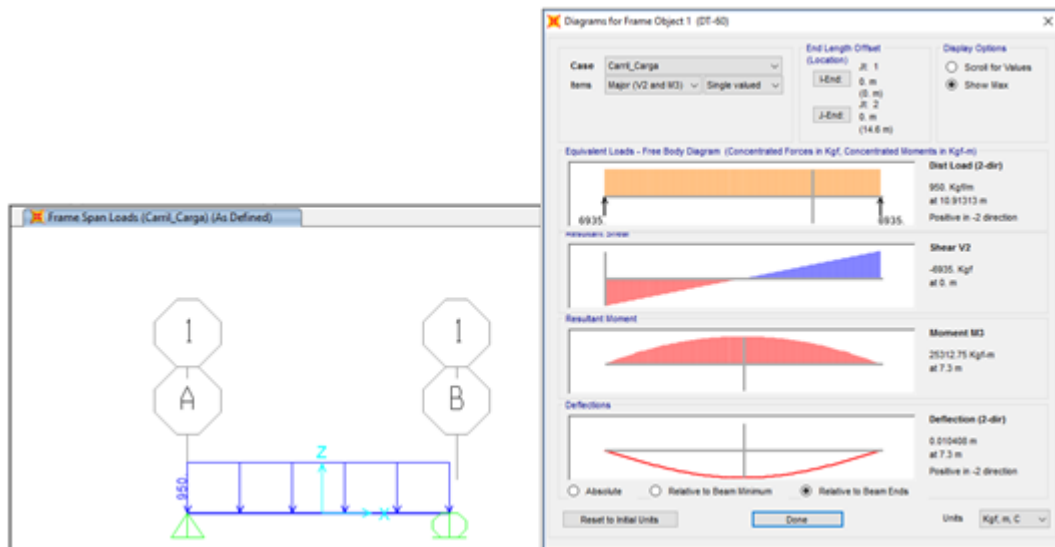 Frame Span Loads (Carril_Carga) (As Defined)
1
1
A
B
950.
Z
X
Diagrams for Frame Object 1 (DT-60)
Case
Carril_Carga
Items
Major (V2 and M3)
Single valued
End Length Offset
(Location)
I-End:
Jt: 1
0. m
(0. m)
J-End:
Jt: 2
0. m
(14.6 m)
Display Options
Scroll for Values
Show Max
Equivalent Loads - Free Body Diagram (Concentrated Forces in Kgf, Concentrated Moments in Kgf-m)
6935.
6935.
Dist Load (2-dir)
950. Kgf/m
at 10.91313 m
Positive in -2 direction
Resultant Shear
Shear V2
-6935. Kgf
at 0. m
Resultant Moment
Moment M3
25312.75 Kgf-m
at 7.3 m
Deflections
Deflection (2-dir)
0.010408 m
at 7.3 m
Positive in -2 direction
Absolute
Relative to Beam Minimum
Relative to Beam Ends
Reset to Initial Units
Done
Units
Kgf, m, C